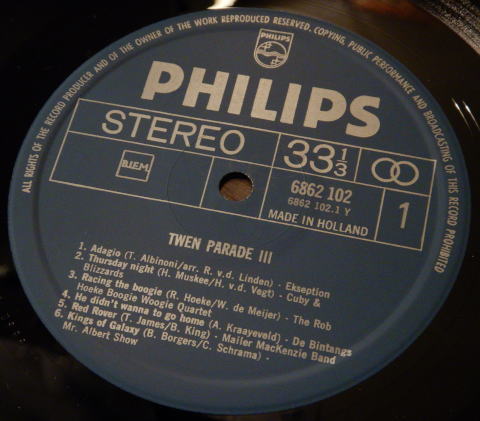 ALL RIGHTS OF THE RECORD PRODUCER AND OF THE OWNER OF THE WORK REPRODUCED RESERVED, COPYING, PUBLIC PERFORMANCE AND BROADCASTING OF THIS RECORD PROHIBITED
PHILIPS
PHILIPS
STEREO
33 1/3
B.I.E.M.
6862 102
6862 102.1 Y
MADE IN HOLLAND
1
TWEN PARADE III
1. Adagio (T. Albinoni/arr. R. v.d. Linden) - Ekseption
2. Thursday night (H. Muskee/H. v.d. Vegt) - Cuby &
Blizzards
3. Racing the boogie (R. Hoeke/W. de Meijer) - The Rob
Hoeke Boogie Woogie Quartet
4. He didn't wanna to go home (A. Kraayeveld) - De Bintangs
5. Red Rover (T. James/B. King) - Mailer MacKenzie Band
6. Kings of Galaxy (B. Borgers/C. Schrama) -
Mr. Albert Show